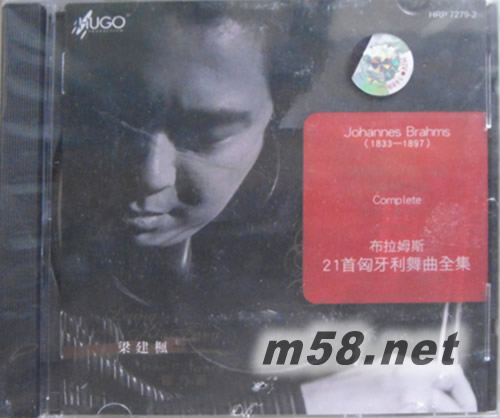 HUGO
HRP 7279-2
Johannes Brahms
(1833—1897)
Complete
布拉姆斯
21首匈牙利舞曲全集
梁建楓
m58.net